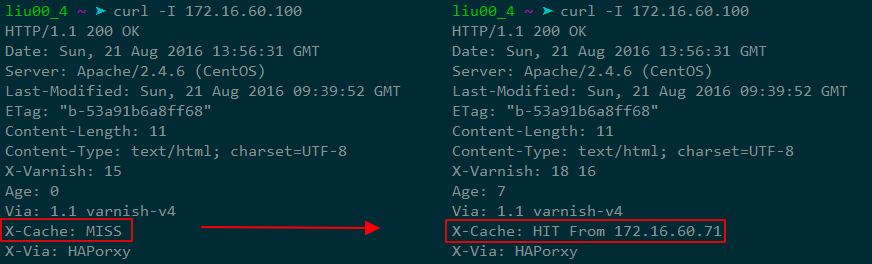 liu00_4 ~ ➤ curl -I 172.16.60.100
HTTP/1.1 200 OK
Date: Sun, 21 Aug 2016 13:56:31 GMT
Server: Apache/2.4.6 (CentOS)
Last-Modified: Sun, 21 Aug 2016 09:39:52 GMT
ETag: "b-53a91b6a8ff68"
Content-Length: 11
Content-Type: text/html; charset=UTF-8
X-Varnish: 15
Age: 0
Via: 1.1 varnish-v4
X-Cache: MISS
X-Via: HAPorxy
liu00_4 ~ ➤ curl -I 172.16.60.100
HTTP/1.1 200 OK
Date: Sun, 21 Aug 2016 13:56:31 GMT
Server: Apache/2.4.6 (CentOS)
Last-Modified: Sun, 21 Aug 2016 09:39:52 GMT
ETag: "b-53a91b6a8ff68"
Content-Length: 11
Content-Type: text/html; charset=UTF-8
X-Varnish: 18 16
Age: 7
Via: 1.1 varnish-v4
X-Cache: HIT From 172.16.60.71
X-Via: HAPorxy